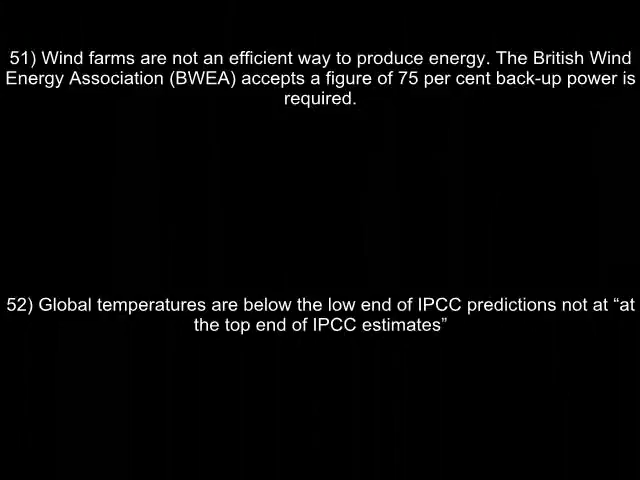 51) Wind farms are not an efficient way to produce energy. The British Wind
Energy Association (BWEA) accepts a figure of 75 per cent back-up power is
required.
52) Global temperatures are below the low end of IPCC predictions not at “at
the top end of IPCC estimates”